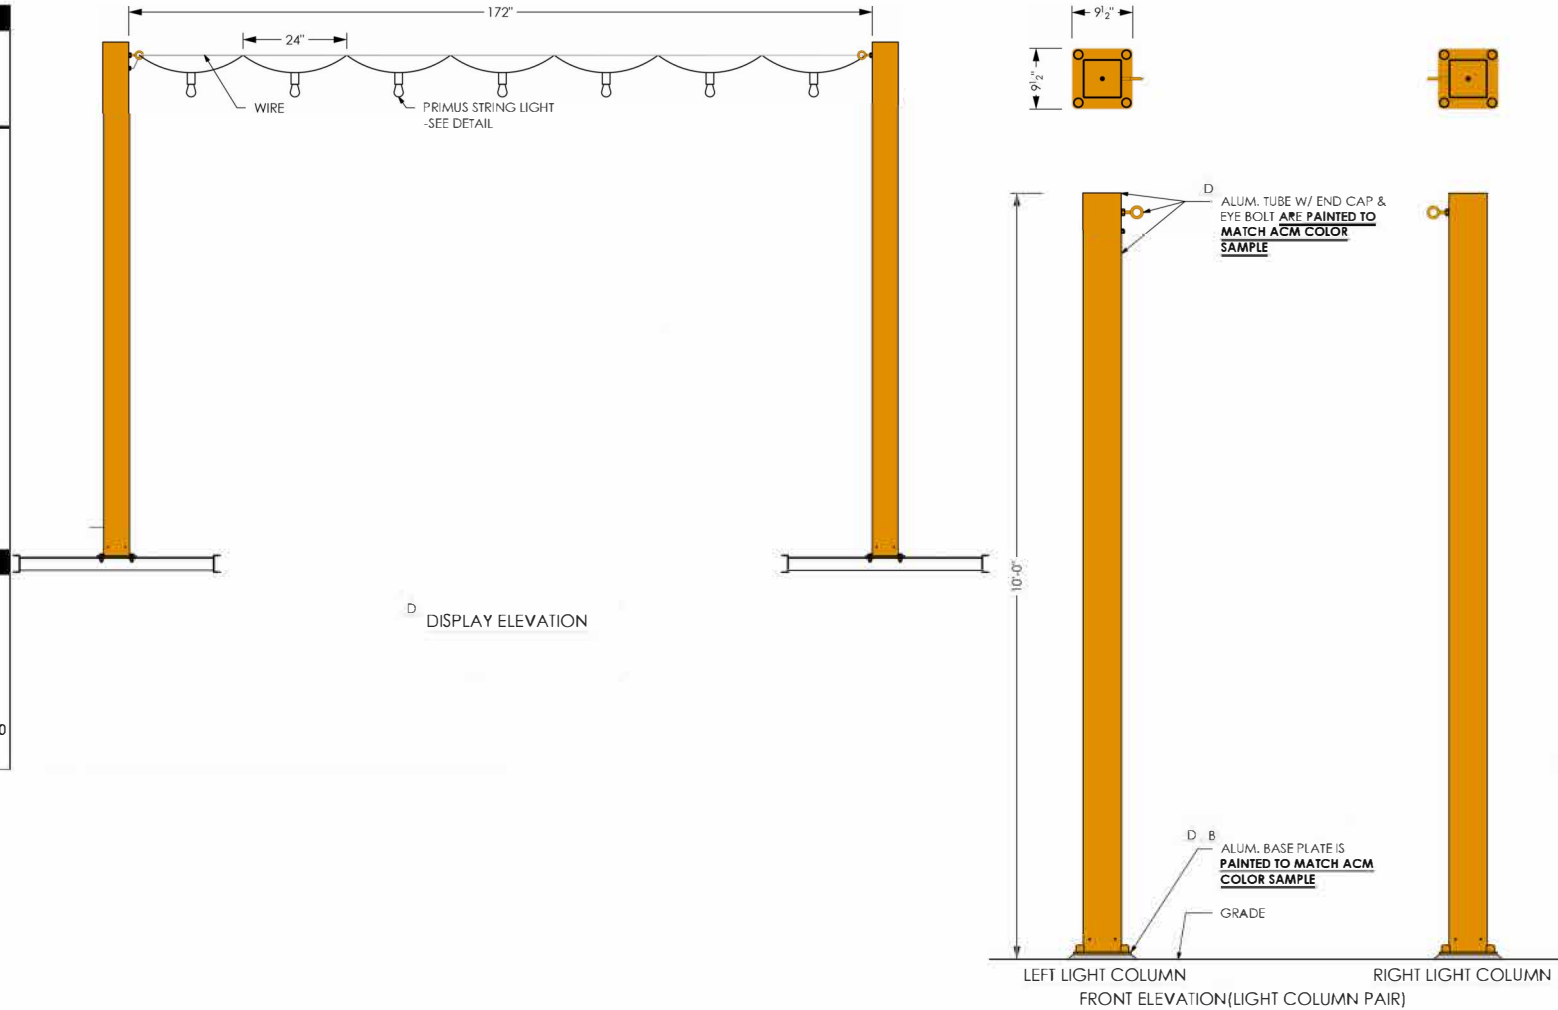 172"
24"
WIRE
PRIMUS STRING LIGHT
-SEE DETAIL
D
DISPLAY ELEVATION
0
9½"
9½"
D
ALUM. TUBE W/ END CAP &
EYE BOLT ARE PAINTED TO
MATCH ACM COLOR
SAMPLE
10'-0"
D B
ALUM. BASE PLATE IS
PAINTED TO MATCH ACM
COLOR SAMPLE
GRADE
LEFT LIGHT COLUMN
RIGHT LIGHT COLUMN
FRONT ELEVATION(LIGHT COLUMN PAIR)